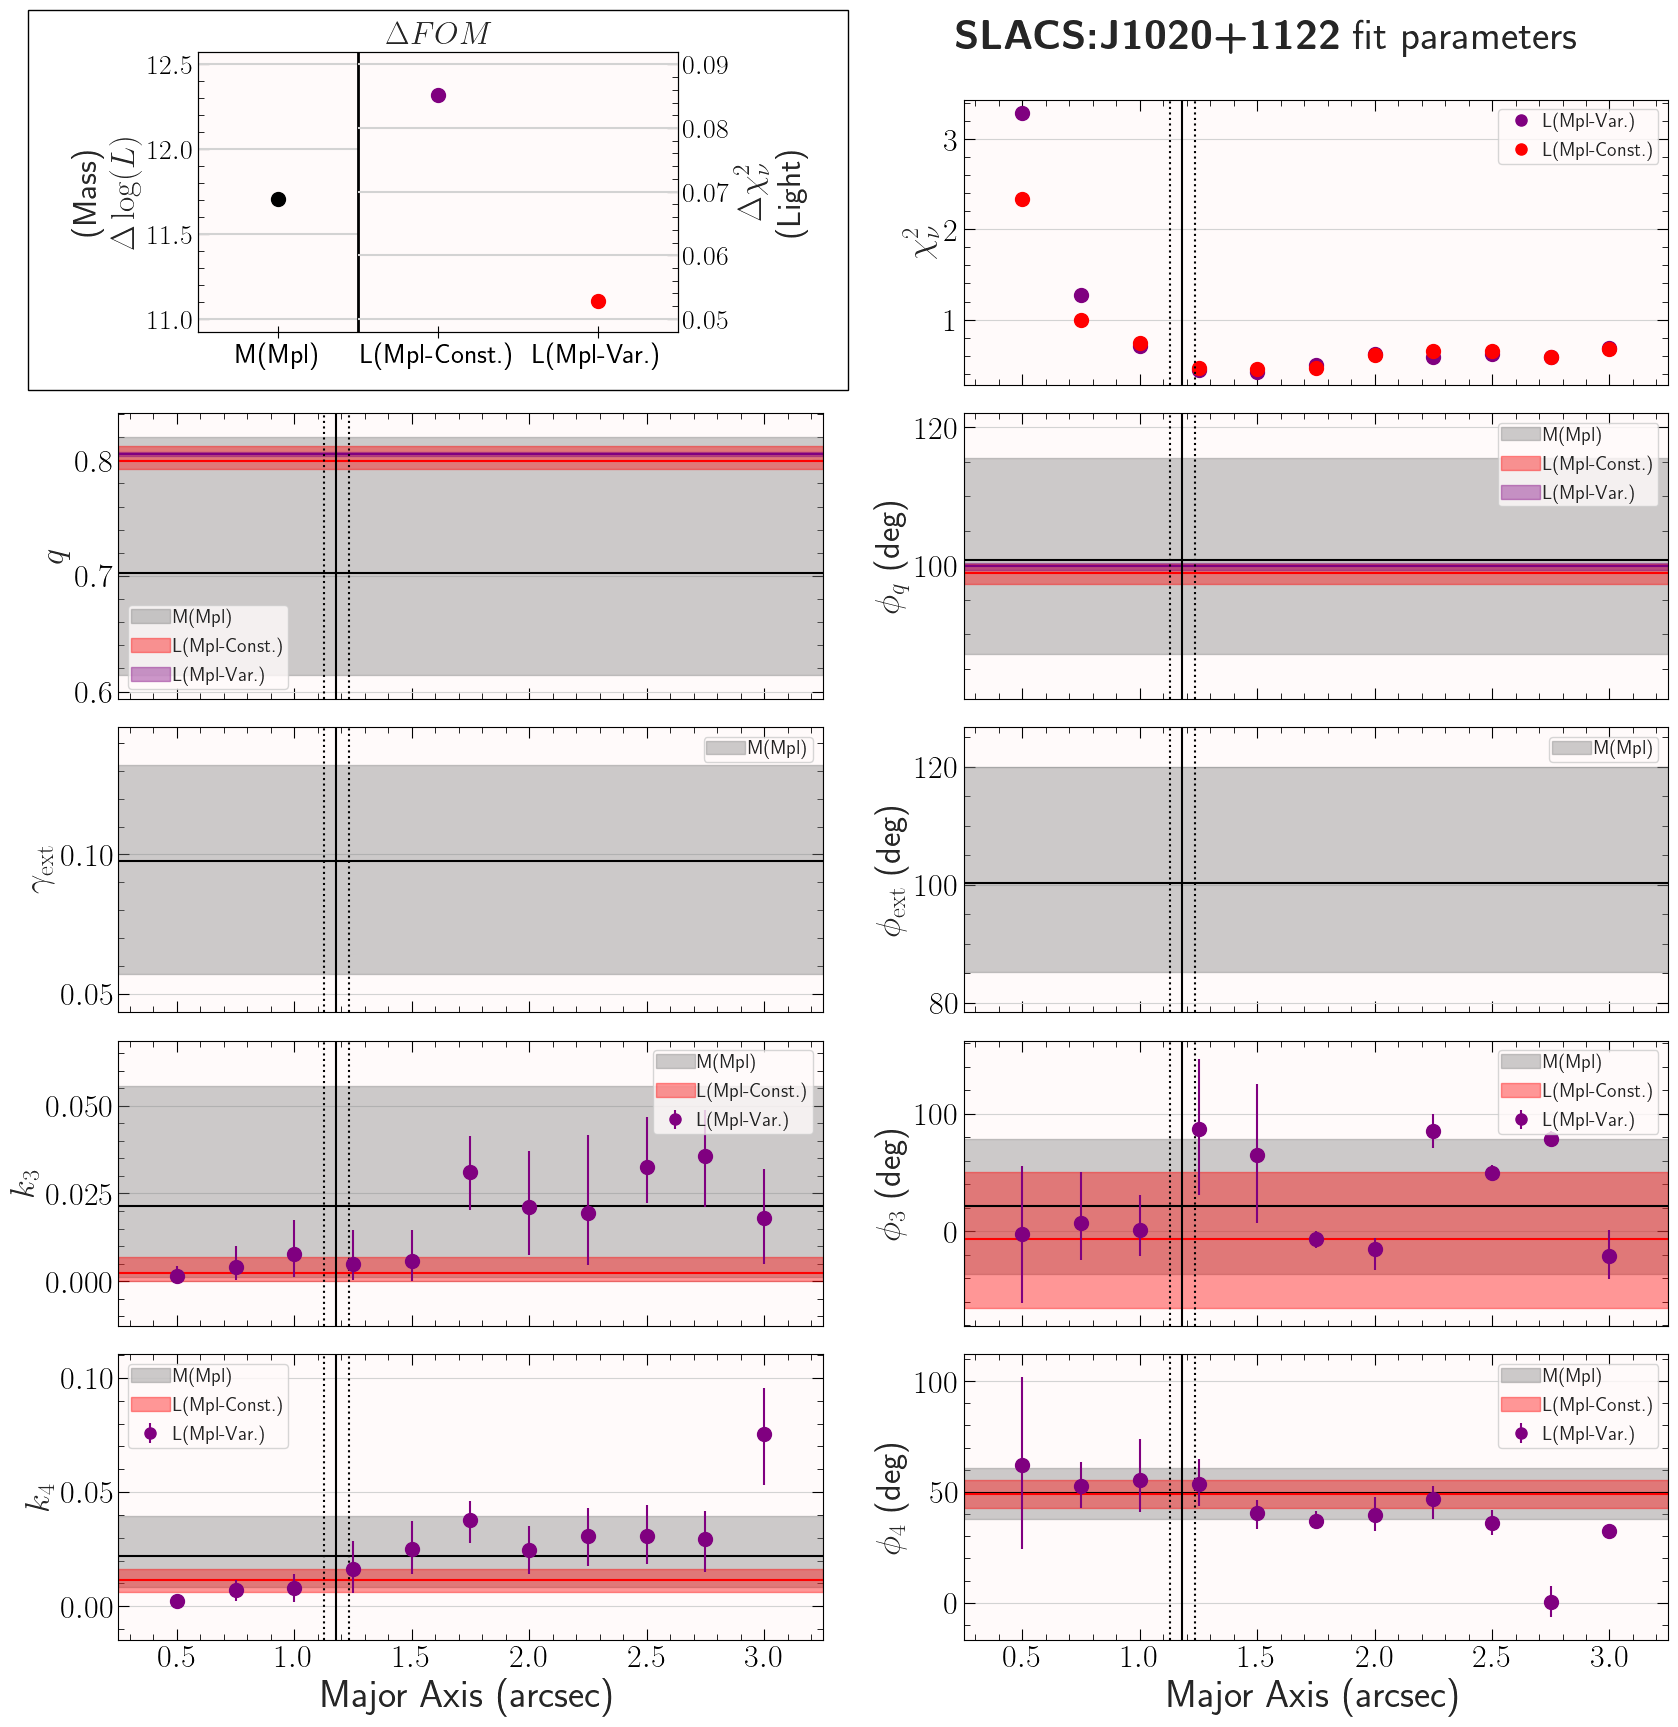 ΔFOM
SLACS:J1020+1122 fit parameters
(Mass)
Δ log(L)
12.5
12.0
11.5
11.0
0.09
0.08
0.07
0.06
0.05
Δχ²ν
(Light)
M(Mpl)
L(Mpl-Const.)
L(Mpl-Var.)
χ²ν
3
2
1
L(Mpl-Var.)
L(Mpl-Const.)
q
0.8
0.7
0.6
M(Mpl)
L(Mpl-Const.)
L(Mpl-Var.)
ϕq (deg)
120
100
M(Mpl)
L(Mpl-Const.)
L(Mpl-Var.)
γext
0.10
0.05
M(Mpl)
ϕext (deg)
120
100
80
M(Mpl)
k3
0.050
0.025
0.000
M(Mpl)
L(Mpl-Const.)
L(Mpl-Var.)
ϕ3 (deg)
100
0
M(Mpl)
L(Mpl-Const.)
L(Mpl-Var.)
k4
0.10
0.05
0.00
M(Mpl)
L(Mpl-Const.)
L(Mpl-Var.)
0.5 1.0 1.5 2.0 2.5 3.0
Major Axis (arcsec)
ϕ4 (deg)
100
50
0
M(Mpl)
L(Mpl-Const.)
L(Mpl-Var.)
0.5 1.0 1.5 2.0 2.5 3.0
Major Axis (arcsec)